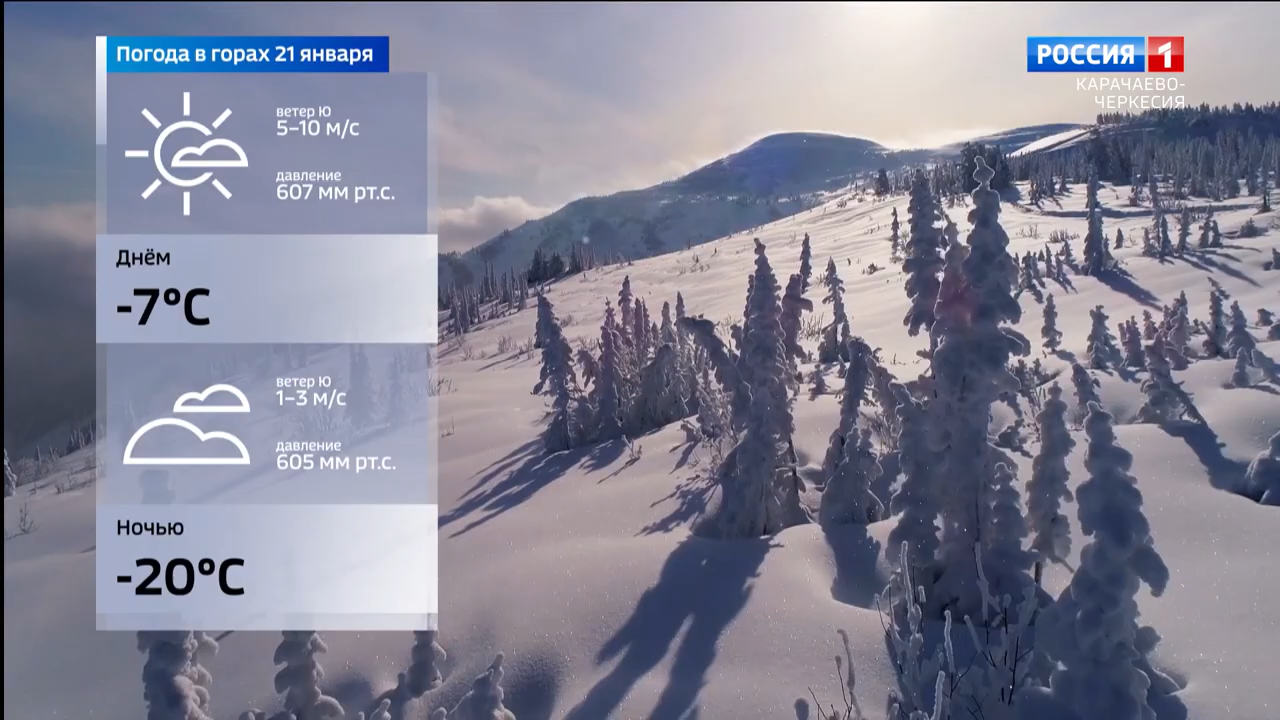 Погода в горах 21 января
РОССИЯ 1
КАРАЧАЕВО-
ЧЕРКЕСИЯ
ветер Ю
5-10 м/с
давление
607 мм рт.с.
Днём
-7°C
ветер Ю
1-3 м/с
давление
605 мм рт.с.
Ночью
-20°C